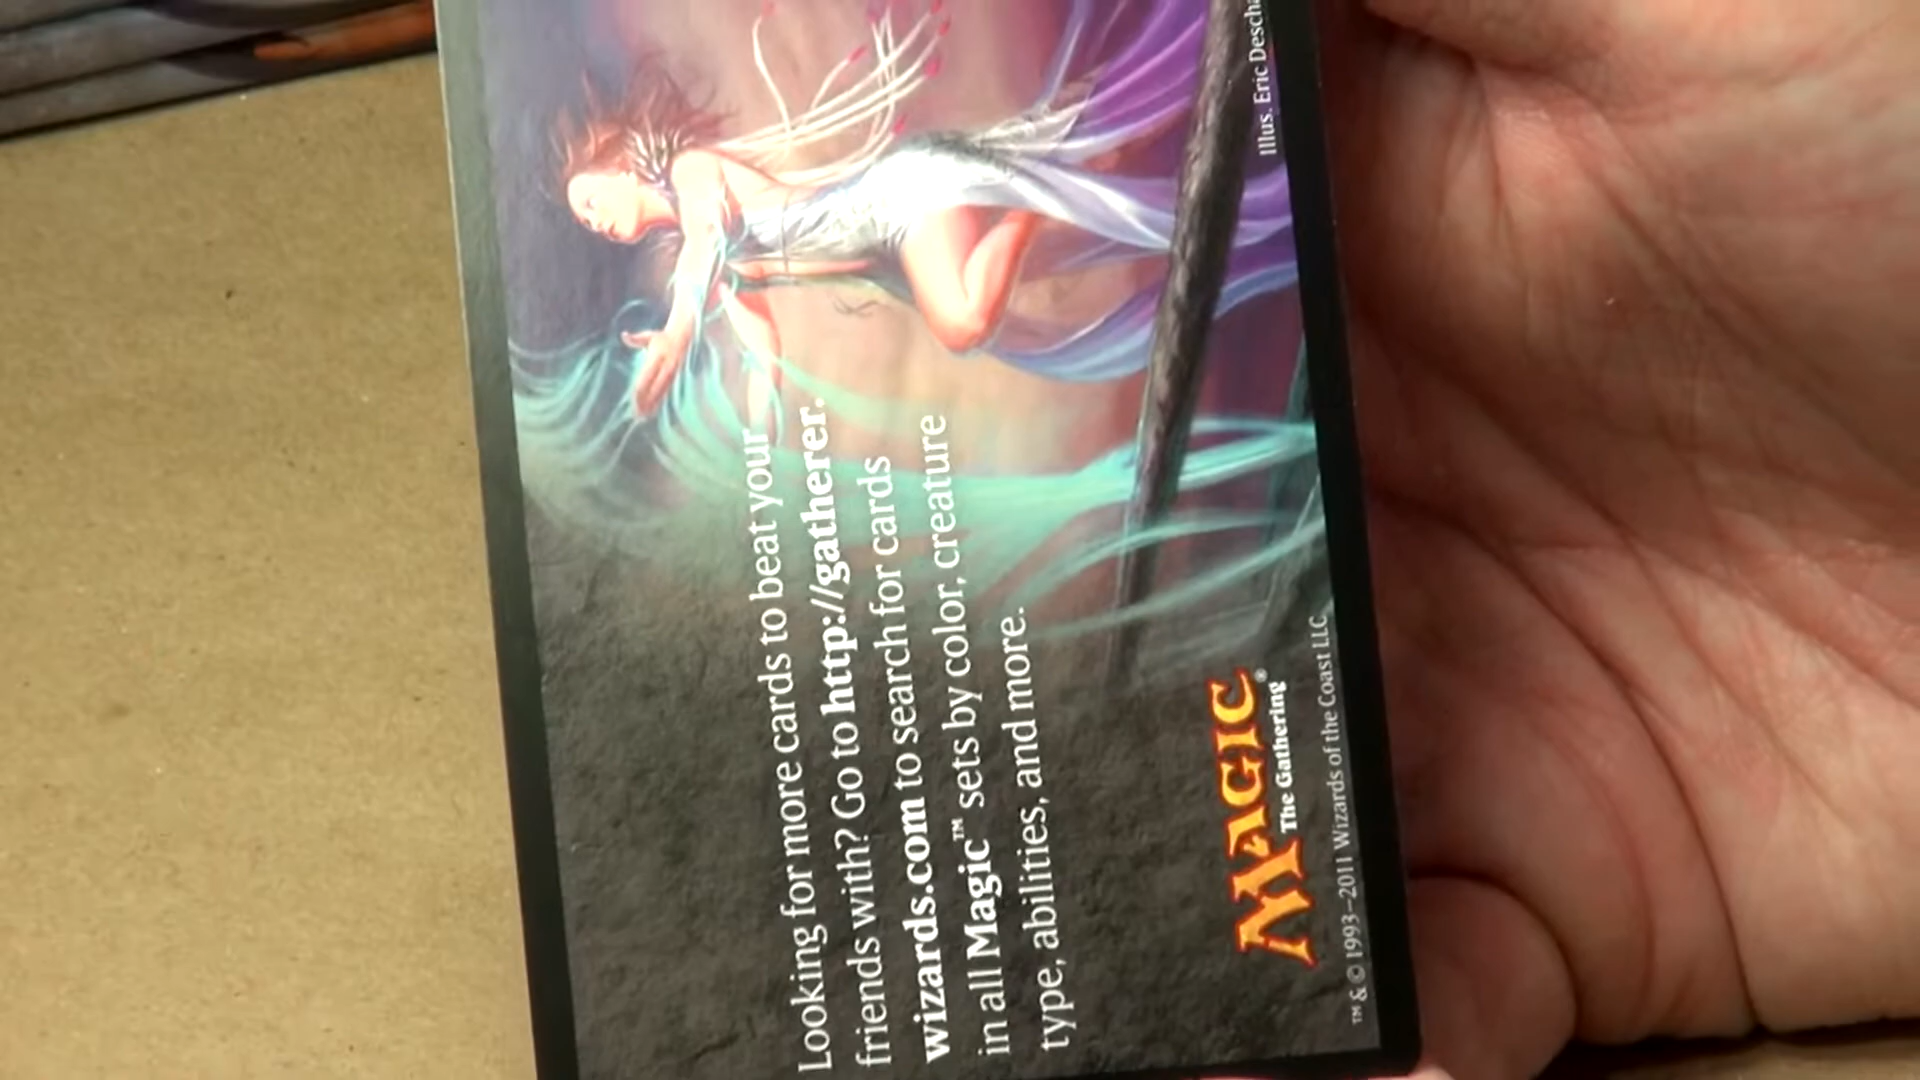 Looking for more cards to beat your
friends with? Go to http://gatherer.
wizards.com to search for cards
in all Magic™ sets by color, creature
type, abilities, and more.
MAGIC
The Gathering®
™ & © 1993–2011 Wizards of the Coast LLC
Illus. Eric